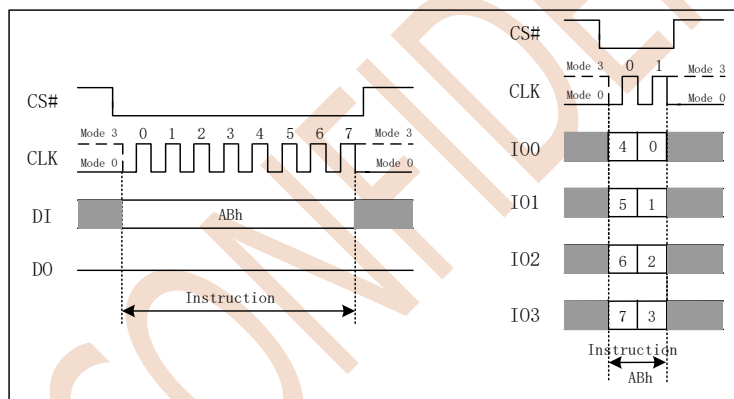 CS#
Mode 3 0 1 2 3 4 5 6 7 Mode 3
CLK
Mode 0 Mode 0
DI ABh
DO
Instruction
CS#
Mode 3 0 1 Mode 3
CLK
Mode 0 Mode 0
IO0 4 0
IO1 5 1
IO2 6 2
IO3 7 3
Instruction
ABh
CONFIDE